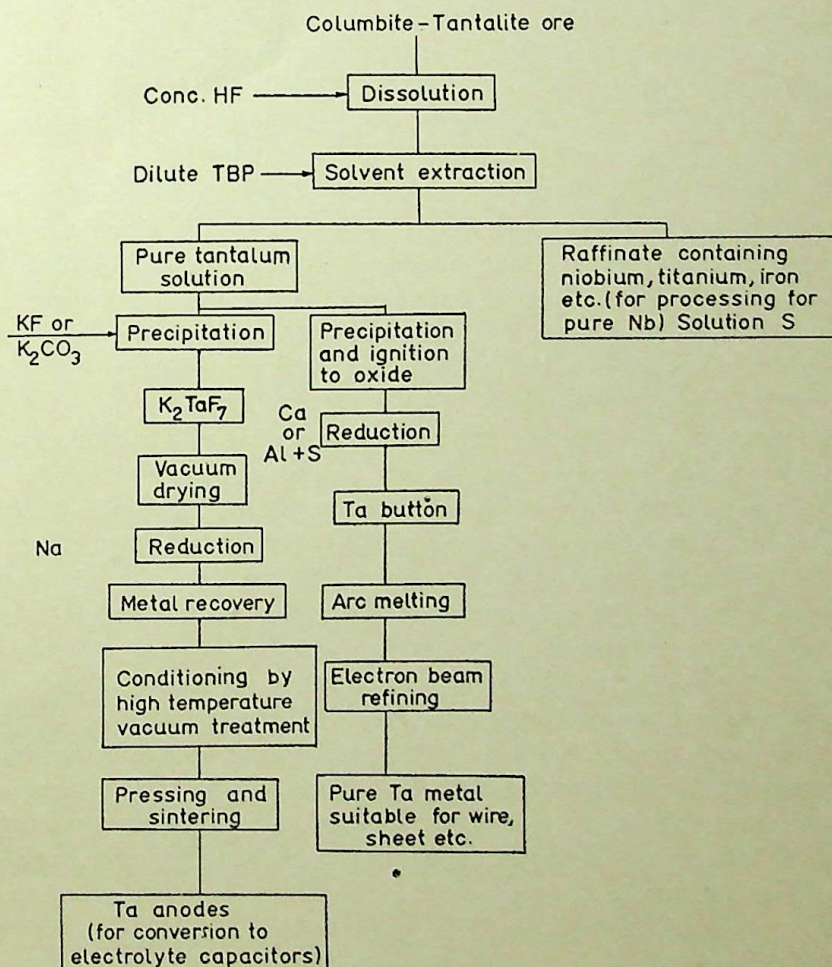 Columbite-Tantalite ore
Conc. HF
Dissolution
Dilute TBP
Solvent extraction
Pure tantalum
solution
Raffinate containing
niobium, titanium, iron
etc. (for processing for
pure Nb) Solution S
KF or
K₂CO₃
Precipitation
Precipitation
and ignition
to oxide
K₂TaF₇
Ca
or
Al+S
Reduction
Vacuum
drying
Ta button
Na
Reduction
Metal recovery
Arc melting
Conditioning by
high temperature
vacuum treatment
Electron beam
refining
Pressing and
sintering
Pure Ta metal
suitable for wire,
sheet etc.
Ta anodes
(for conversion to
electrolyte capacitors)